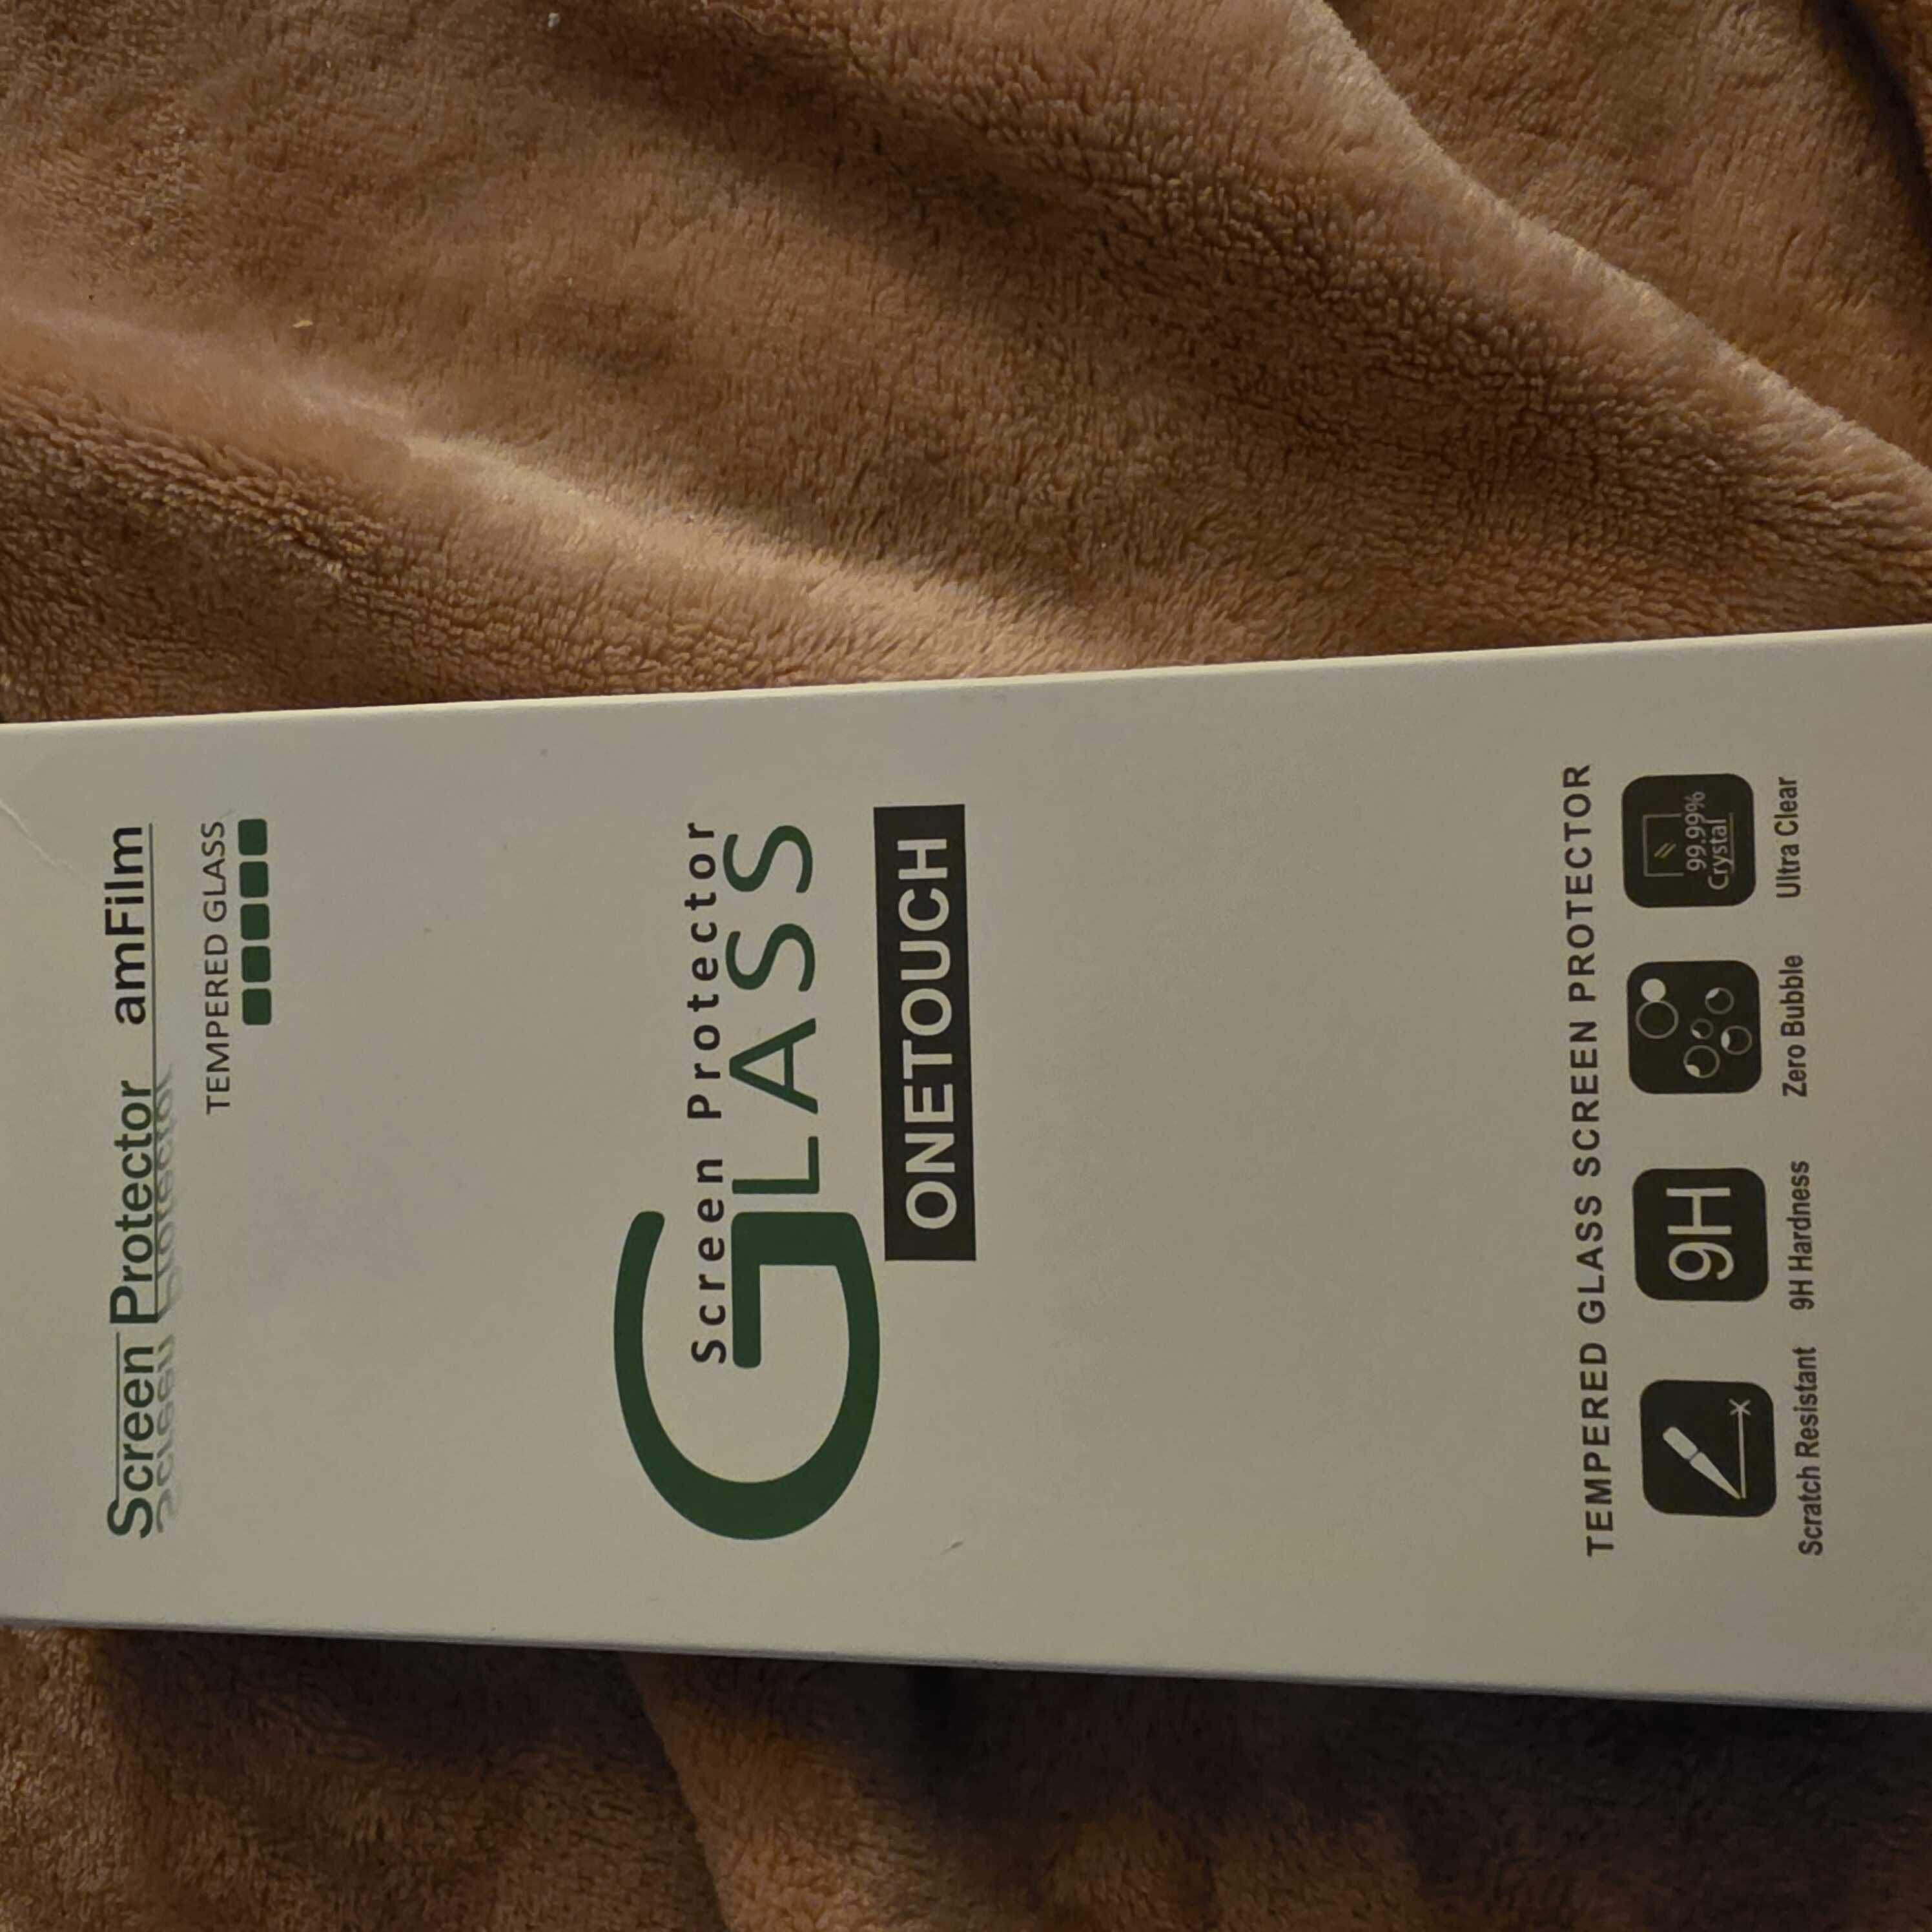 Screen Protector amFilm
TEMPERED GLASS
Screen Protector
GLASS
ONETOUCH
TEMPERED GLASS SCREEN PROTECTOR
9H
99.99%
Crystal
Scratch Resistant 9H Hardness Zero Bubble Ultra Clear